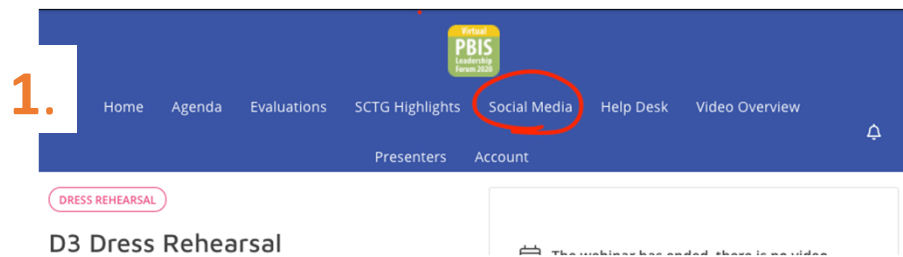 Virtual
PBIS
Leadership
Forum 2020
1.
Home Agenda Evaluations SCTG Highlights Social Media Help Desk Video Overview
Presenters Account
DRESS REHEARSAL
D3 Dress Rehearsal
The webinar has ended, there is no video